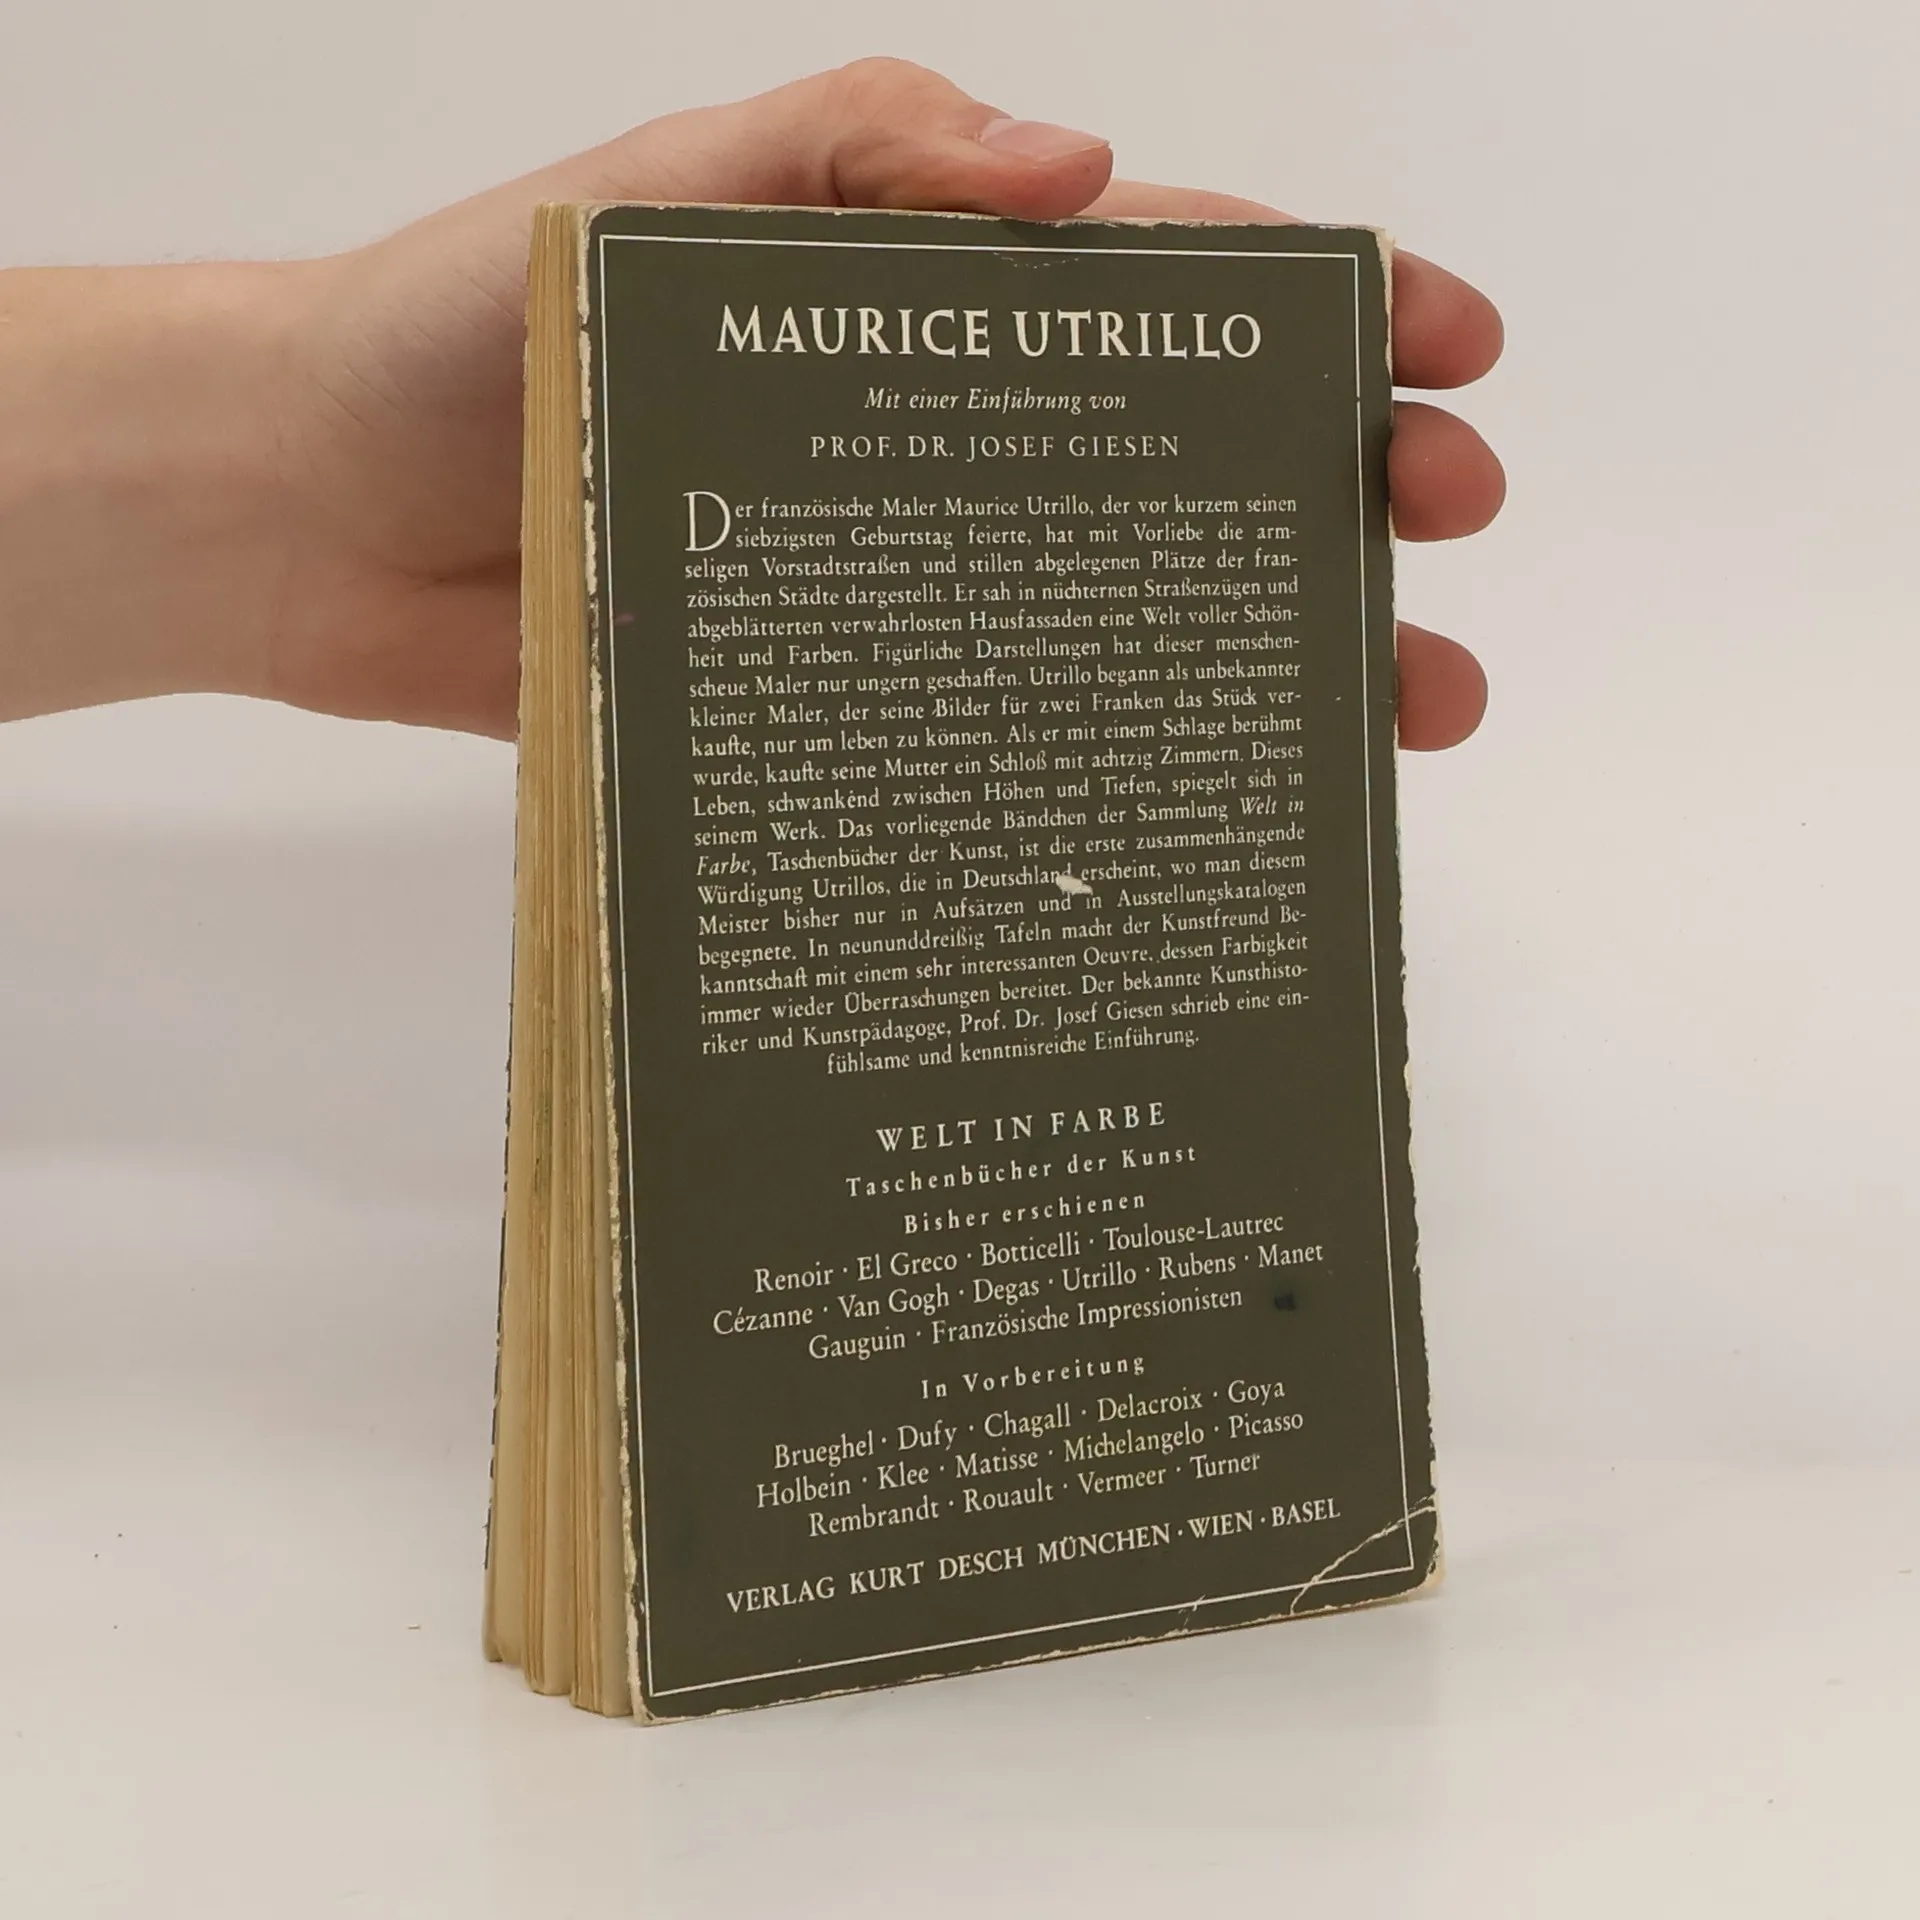 MAURICE UTRILLO
Mit einer Einführung von
PROF. DR. JOSEF GIESEN
Der französische Maler Maurice Utrillo, der vor kurzem seinen
siebzigsten Geburtstag feierte, hat mit Vorliebe die arm-
seligen Vorstadtstraßen und stillen abgelegenen Plätze der fran-
zösischen Städte dargestellt. Er sah in nüchternen Straßenzügen und
abgeblätterten verwahrlosten Hausfassaden eine Welt voller Schön-
heit und Farben. Figürliche Darstellungen hat dieser menschen-
scheue Maler nur ungern geschaffen. Utrillo begann als unbekannter
kleiner Maler, der seine Bilder für zwei Franken das Stück ver-
kaufte, nur um leben zu können. Als er mit einem Schlage berühmt
wurde, kaufte seine Mutter ein Schloß mit achtzig Zimmern. Dieses
Leben, schwankend zwischen Höhen und Tiefen, spiegelt sich in
seinem Werk. Das vorliegende Bändchen der Sammlung Welt in
Farbe, Taschenbücher der Kunst, ist die erste zusammenhängende
Würdigung Utrillos, die in Deutschland erscheint, wo man diesem
Meister bisher nur in Aufsätzen und in Ausstellungskatalogen
begegnete. In neununddreißig Tafeln macht der Kunstfreund Be-
kanntschaft mit einem sehr interessanten Oeuvre, dessen Farbigkeit
immer wieder Überraschungen bereitet. Der bekannte Kunsthisto-
riker und Kunstpädagoge, Prof. Dr. Josef Giesen schrieb eine ein-
fühlsame und kenntnisreiche Einführung.
WELT IN FARBE
Taschenbücher der Kunst
Bisher erschienen
Renoir · El Greco · Botticelli · Toulouse-Lautrec
Cézanne · Van Gogh · Degas · Utrillo · Rubens · Manet
Gauguin · Französische Impressionisten
In Vorbereitung
Brueghel · Dufy · Chagall · Delacroix · Goya
Holbein · Klee · Matisse · Michelangelo · Picasso
Rembrandt · Rouault · Vermeer · Turner
VERLAG KURT DESCH MÜNCHEN · WIEN · BASEL